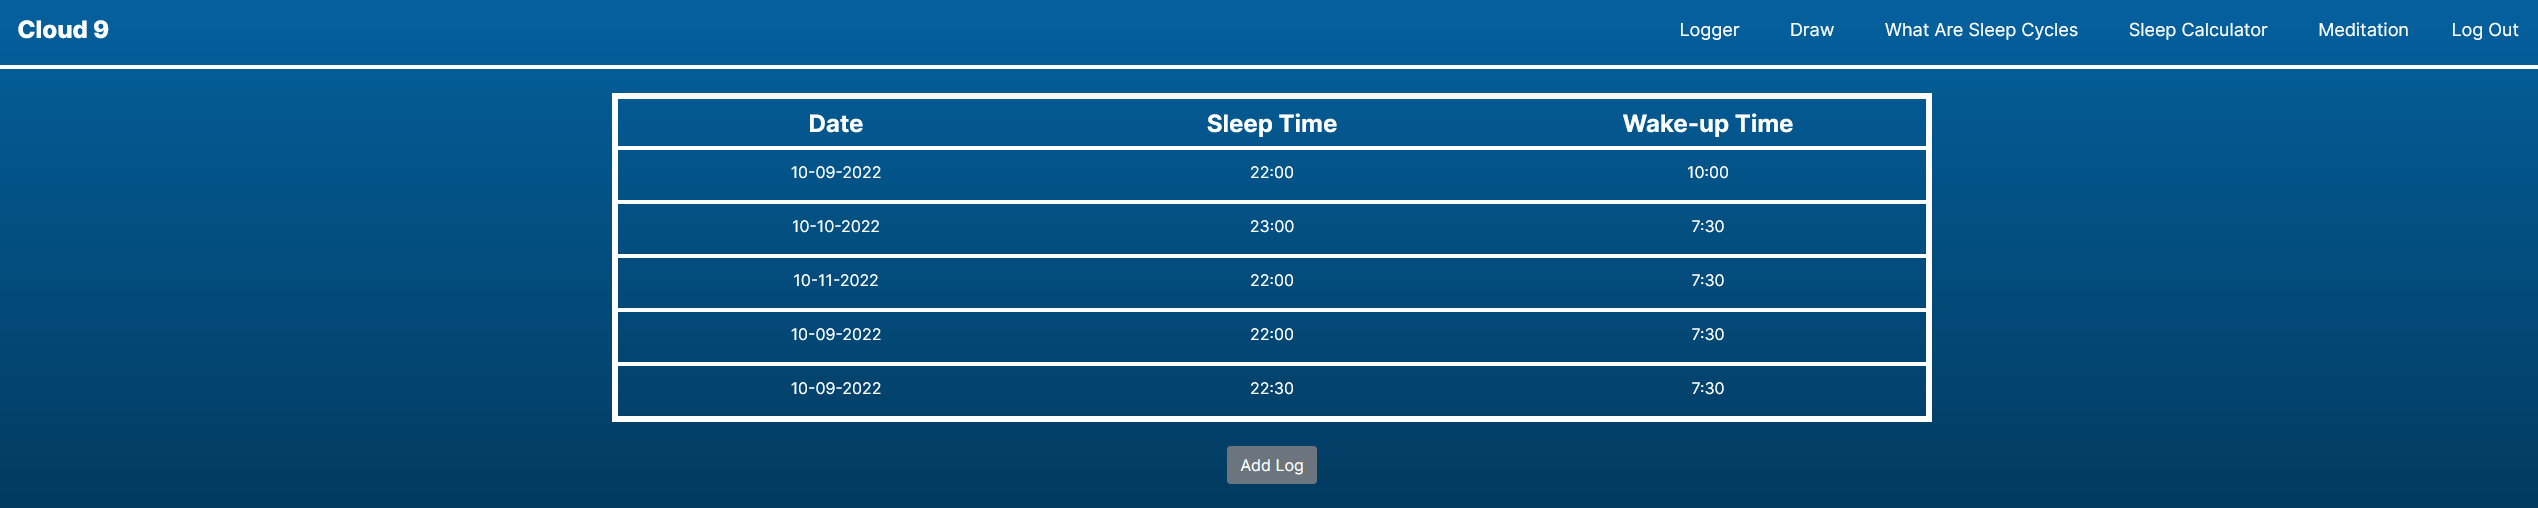 Cloud 9 Logger Draw What Are Sleep Cycles Sleep Calculator Meditation Log Out
Date Sleep Time Wake-up Time
10-09-2022 22:00 10:00
10-10-2022 23:00 7:30
10-11-2022 22:00 7:30
10-09-2022 22:00 7:30
10-09-2022 22:30 7:30
Add Log